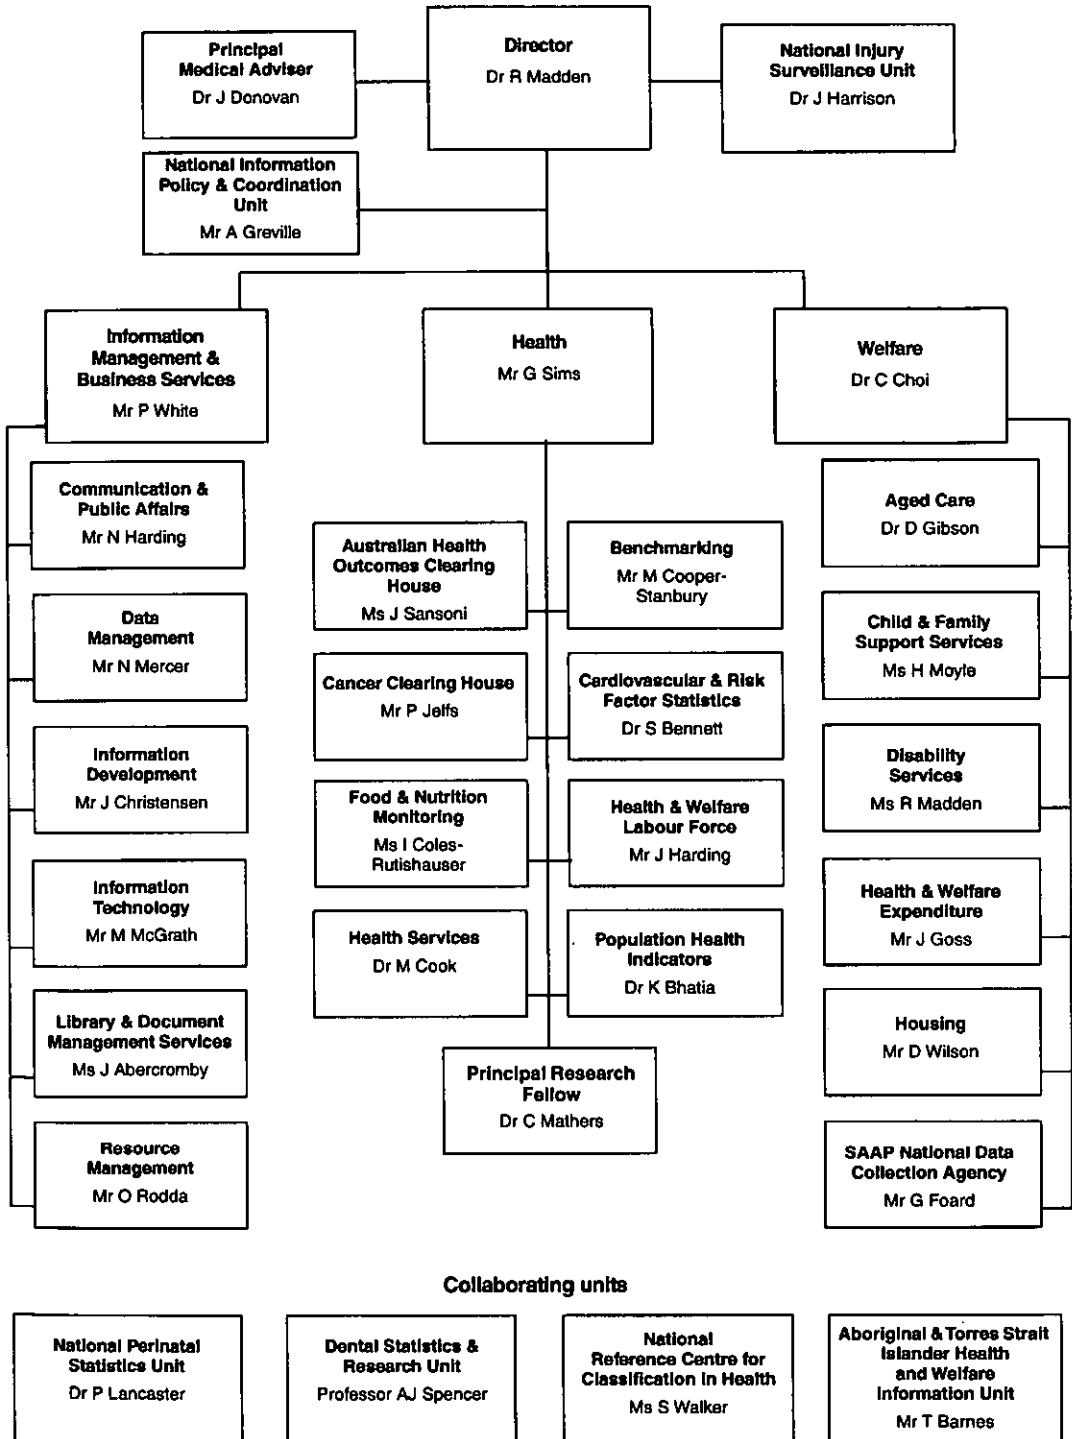 Principal
Medical Adviser
Dr J Donovan
Director
Dr R Madden
National Injury
Surveillance Unit
Dr J Harrison
National Information
Policy & Coordination
Unit
Mr A Greville
Information
Management &
Business Services
Mr P White
Health
Mr G Sims
Welfare
Dr C Choi
Communication &
Public Affairs
Mr N Harding
Data
Management
Mr N Mercer
Information
Development
Mr J Christensen
Information
Technology
Mr M McGrath
Library & Document
Management Services
Ms J Abercromby
Resource
Management
Mr O Rodda
Australian Health
Outcomes Clearing
House
Ms J Sansoni
Benchmarking
Mr M Cooper-
Stanbury
Cancer Clearing House
Mr P Jelfs
Cardiovascular & Risk
Factor Statistics
Dr S Bennett
Food & Nutrition
Monitoring
Ms I Coles-
Rutishauser
Health & Welfare
Labour Force
Mr J Harding
Health Services
Dr M Cook
Population Health
Indicators
Dr K Bhatia
Principal Research
Fellow
Dr C Mathers
Aged Care
Dr D Gibson
Child & Family
Support Services
Ms H Moyle
Disability
Services
Ms R Madden
Health & Welfare
Expenditure
Mr J Goss
Housing
Mr D Wilson
SAAP National Data
Collection Agency
Mr G Foard
Collaborating units
National Perinatal
Statistics Unit
Dr P Lancaster
Dental Statistics &
Research Unit
Professor AJ Spencer
National
Reference Centre for
Classification in Health
Ms S Walker
Aboriginal & Torres Strait
Islander Health
and Welfare
Information Unit
Mr T Barnes